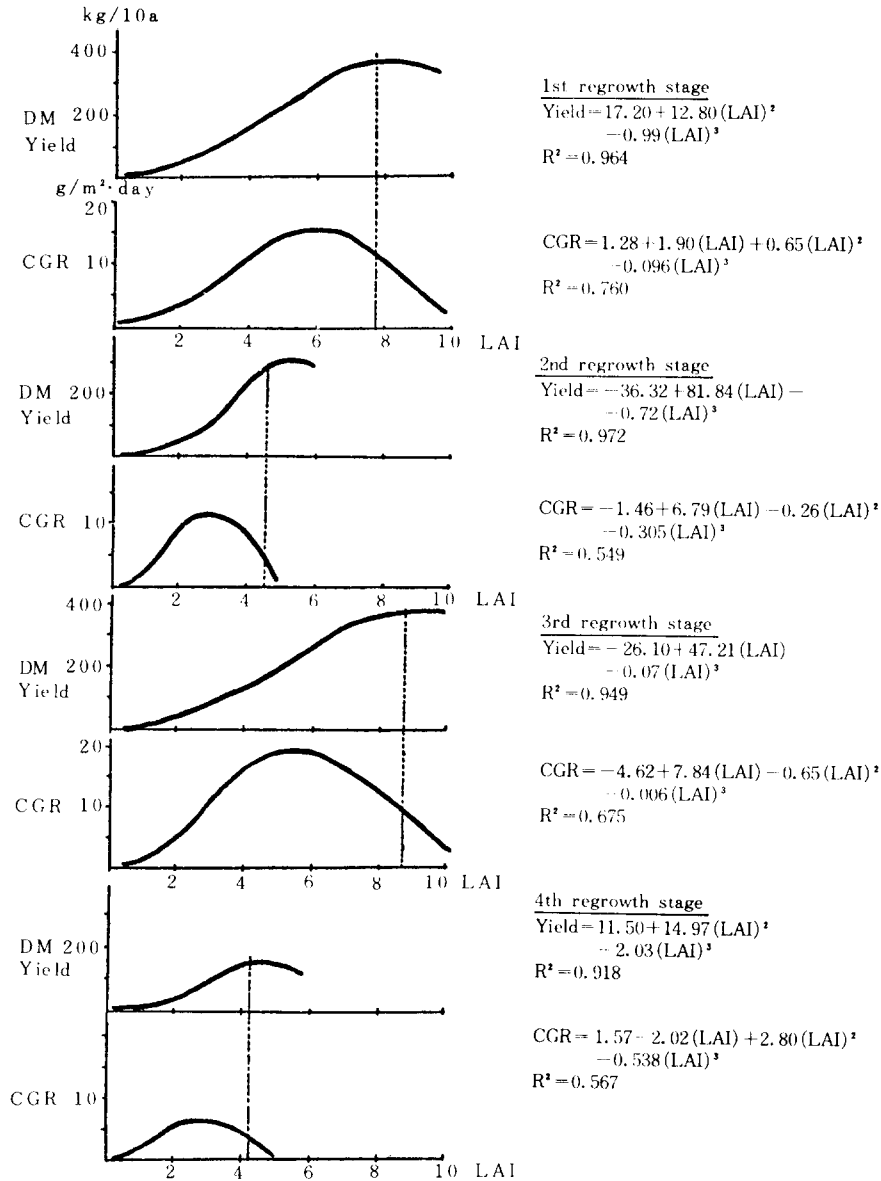 kg/10a
400
DM 200
Yield
g/m²·day
20
CGR 10
2 4 6 8 10 LAI
1st regrowth stage
Yield=17.20+12.80(LAI)²
-0.99(LAI)³
R²=0.964
CGR=1.28+1.90(LAI)+0.65(LAI)²
-0.096(LAI)³
R²=0.760
DM 200
Yield
CGR 10
2 4 6 8 10 LAI
2nd regrowth stage
Yield=-36.32+81.84(LAI)-
-0.72(LAI)³
R²=0.972
CGR=-1.46+6.79(LAI)-0.26(LAI)²
-0.305(LAI)³
R²=0.549
400
DM 200
Yield
20
CGR 10
2 4 6 8 10 LAI
3rd regrowth stage
Yield=-26.10+47.21(LAI)
-0.07(LAI)³
R²=0.949
CGR=-4.62+7.84(LAI)-0.65(LAI)²
-0.006(LAI)³
R²=0.675
DM 200
Yield
CGR 10
2 4 6 8 10 LAI
4th regrowth stage
Yield=11.50+14.97(LAI)²
-2.03(LAI)³
R²=0.918
CGR=1.57-2.02(LAI)+2.80(LAI)²
-0.538(LAI)³
R²=0.567